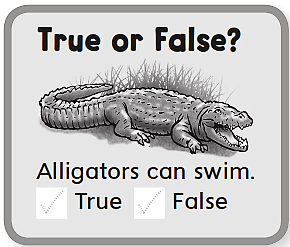 True or False?
Alligators can swim.
True False